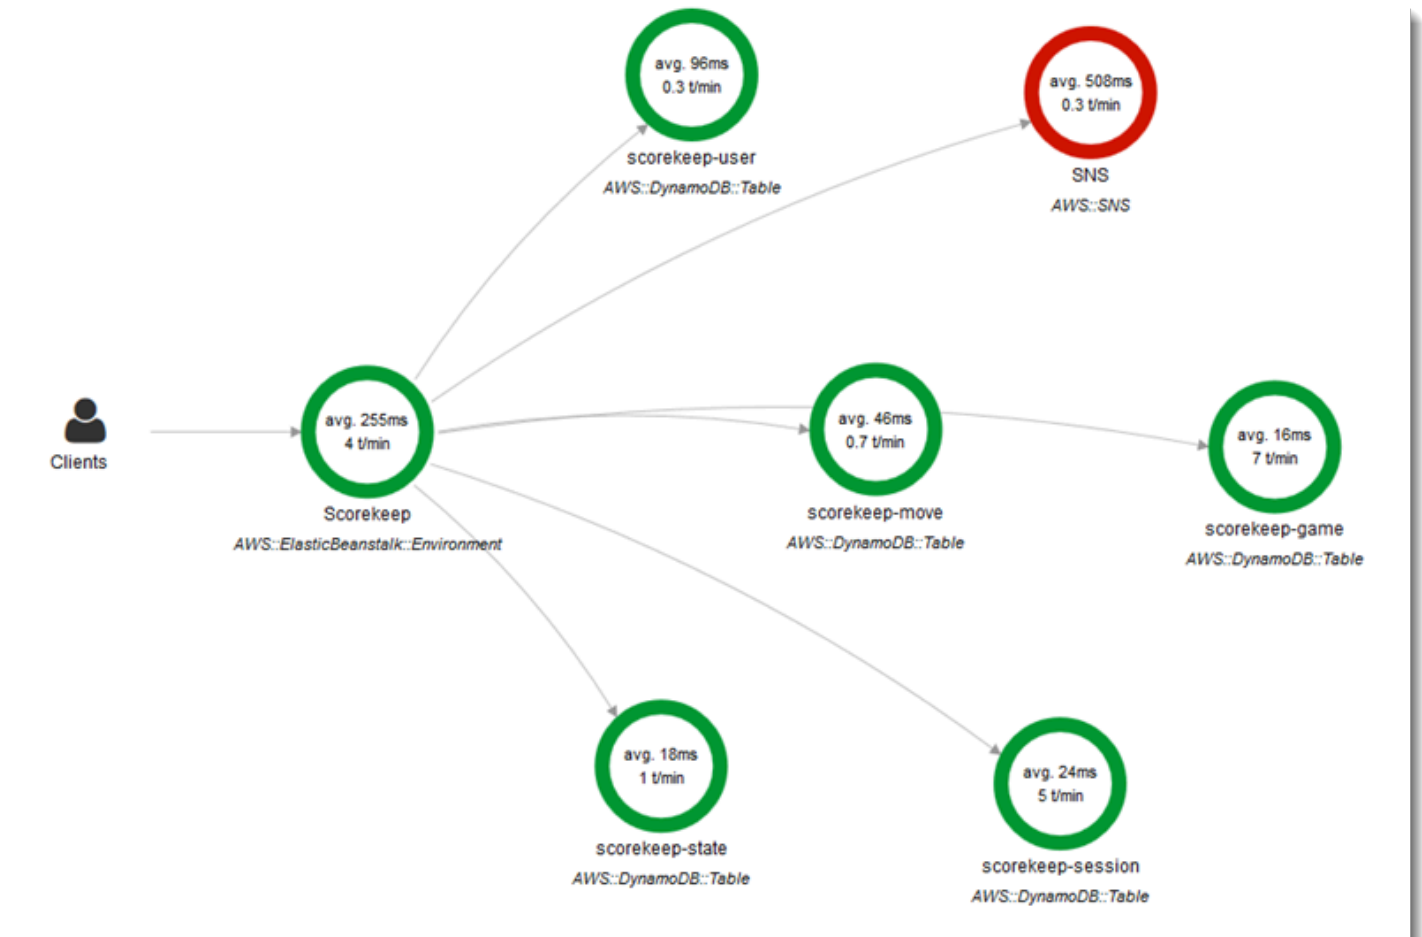 avg. 96ms
0.3 t/min
scorekeep-user
AWS::DynamoDB::Table
avg. 508ms
0.3 t/min
SNS
AWS::SNS
Clients
avg. 255ms
4 t/min
Scorekeep
AWS::ElasticBeanstalk::Environment
avg. 46ms
0.7 t/min
scorekeep-move
AWS::DynamoDB::Table
avg. 16ms
7 t/min
scorekeep-game
AWS::DynamoDB::Table
avg. 18ms
1 t/min
scorekeep-state
AWS::DynamoDB::Table
avg. 24ms
5 t/min
scorekeep-session
AWS::DynamoDB::Table